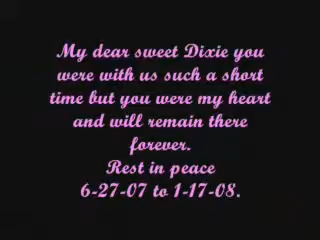 My dear sweet Dixie you
were with us such a short
time but you were my heart
and will remain there
forever.
Rest in peace
6-27-07 to 1-17-08.